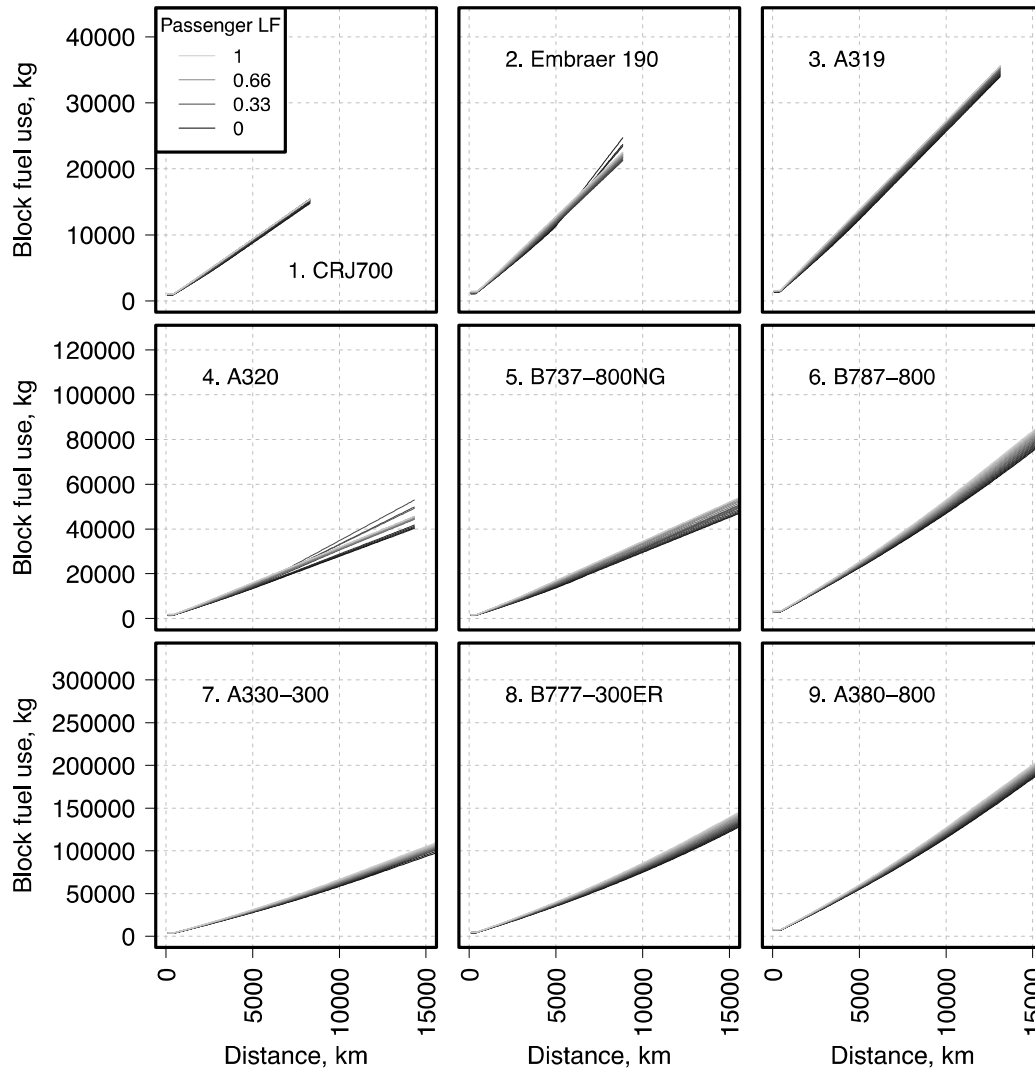 Passenger LF
1
0.66
0.33
0
Block fuel use, kg
40000
30000
20000
10000
0
1. CRJ700
2. Embraer 190
3. A319
Block fuel use, kg
120000
100000
80000
60000
40000
20000
0
4. A320
5. B737−800NG
6. B787−800
Block fuel use, kg
300000
250000
200000
150000
100000
50000
0
7. A330−300
8. B777−300ER
9. A380−800
0
5000
10000
15000
0
5000
10000
15000
0
5000
10000
15000
Distance, km
Distance, km
Distance, km